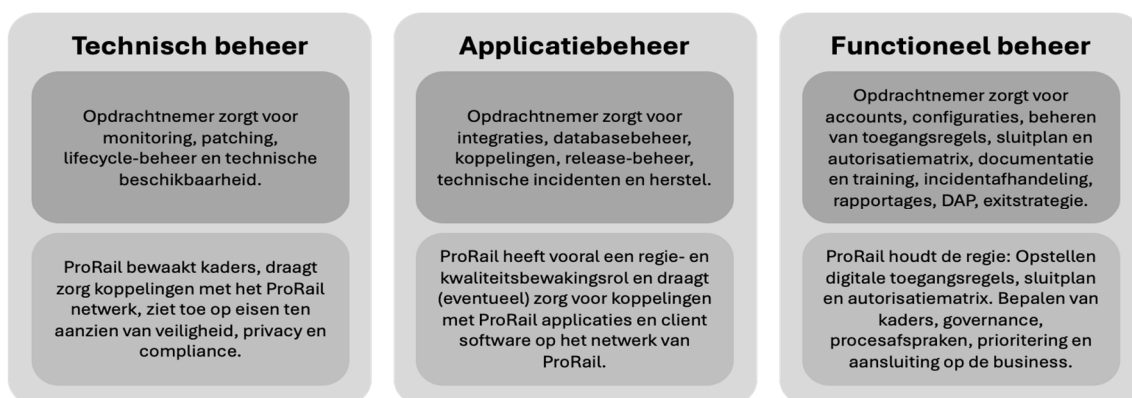 Technisch beheer
Opdrachtnemer zorgt voor
monitoring, patching,
lifecycle-beheer en technische
beschikbaarheid.
ProRail bewaakt kaders, draagt
zorg koppelingen met het ProRail
netwerk, ziet toe op eisen ten
aanzien van veiligheid, privacy en
compliance.
Applicatiebeheer
Opdrachtnemer zorgt voor
integraties, databasebeheer,
koppelingen, release-beheer,
technische incidenten en herstel.
ProRail heeft vooral een regie- en
kwaliteitsbewakingsrol en draagt
(eventueel) zorg voor koppelingen
met ProRail applicaties en client
software op het netwerk van
ProRail.
Functioneel beheer
Opdrachtnemer zorgt voor
accounts, configuraties, beheren
van toegangsregels, sluitplan en
autorisatiematrix, documentatie
en training, incidentafhandeling,
rapportages, DAP, exitstrategie.
ProRail houdt de regie: Opstellen
digitale toegangsregels, sluitplan
en autorisatiematrix. Bepalen van
kaders, governance,
procesafspraken, prioritering en
aansluiting op de business.